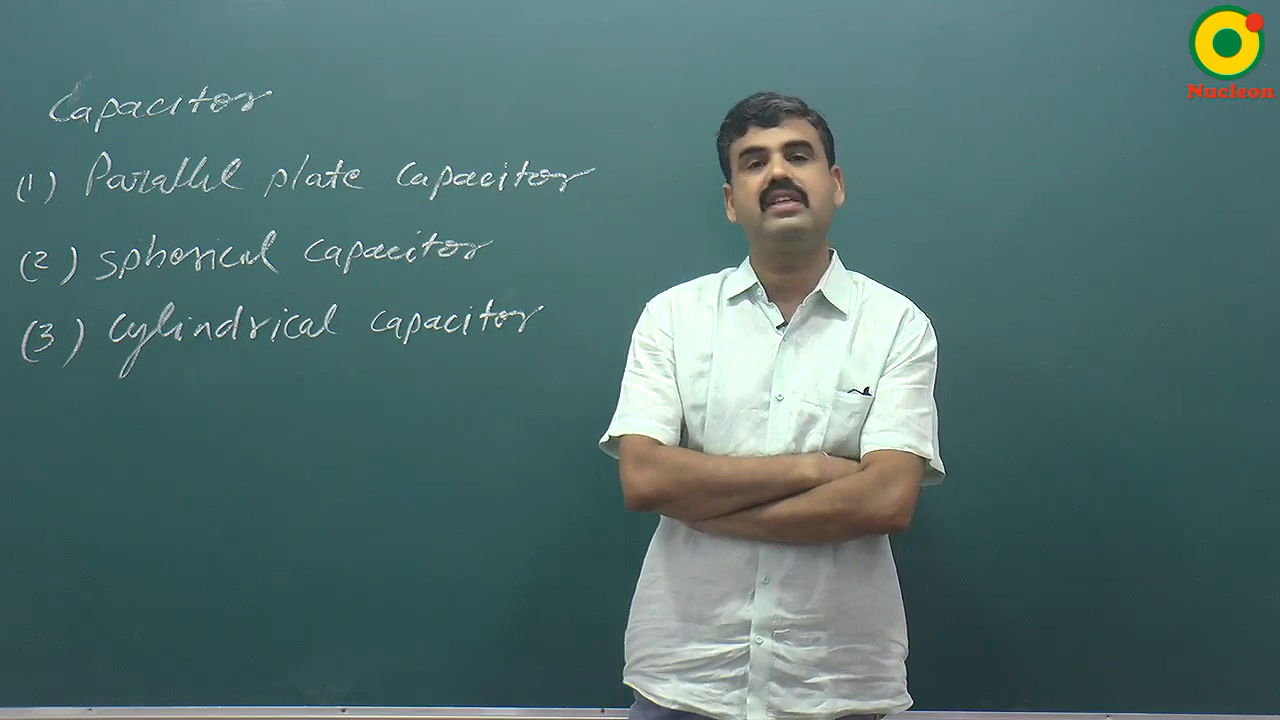 Capacitor
(1) Parallel plate capacitor
(2) Spherical capacitor
(3) Cylindrical capacitor
Nucleon